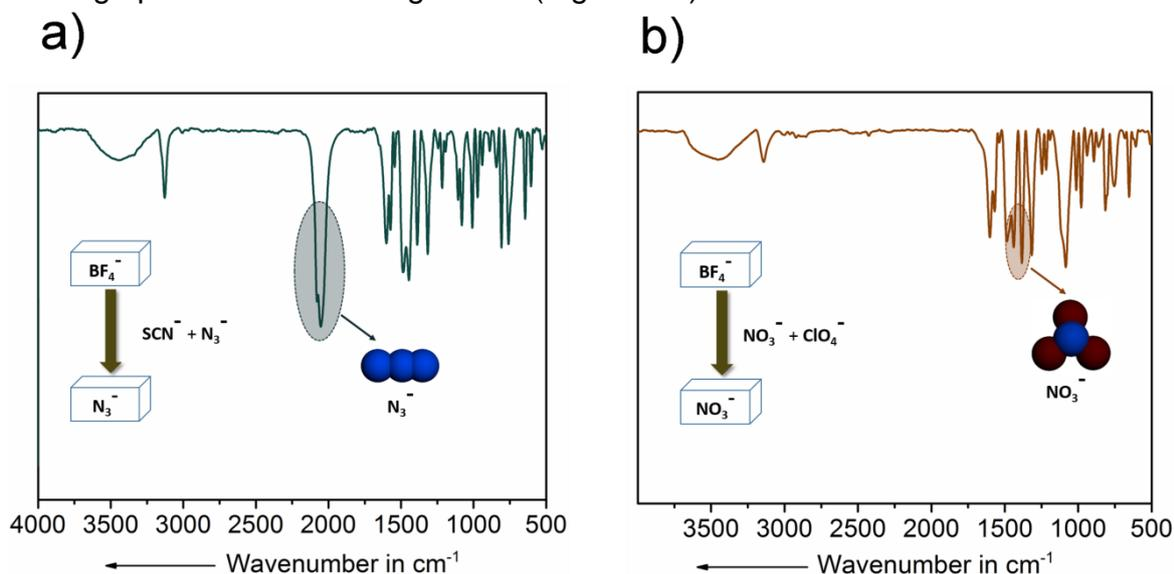 a)
b)
BF₄⁻
SCN⁻ + N₃⁻
N₃⁻
N₃⁻
4000 3500 3000 2500 2000 1500 1000 500
Wavenumber in cm⁻¹
BF₄⁻
NO₃⁻ + ClO₄⁻
NO₃⁻
NO₃⁻
3500 3000 2500 2000 1500 1000 500
Wavenumber in cm⁻¹